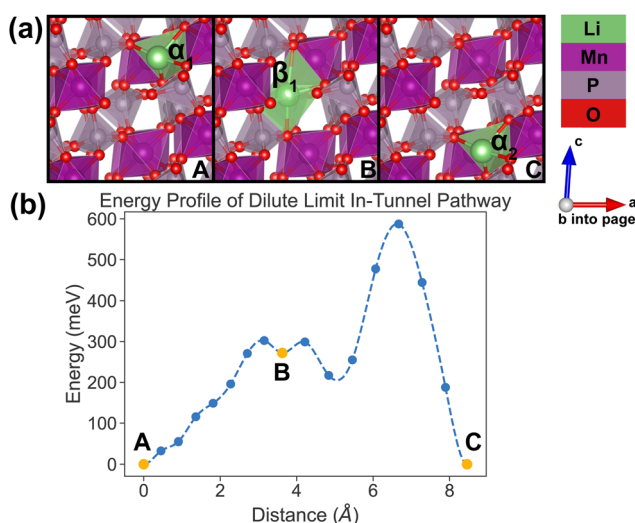 (a)
α1
A
β1
B
α2
C
Li
Mn
P
O
c
a
b into page
(b)
Energy Profile of Dilute Limit In-Tunnel Pathway
600
500
400
300
200
100
0
Energy (meV)
A
B
C
0
2
4
6
8
Distance (Å)